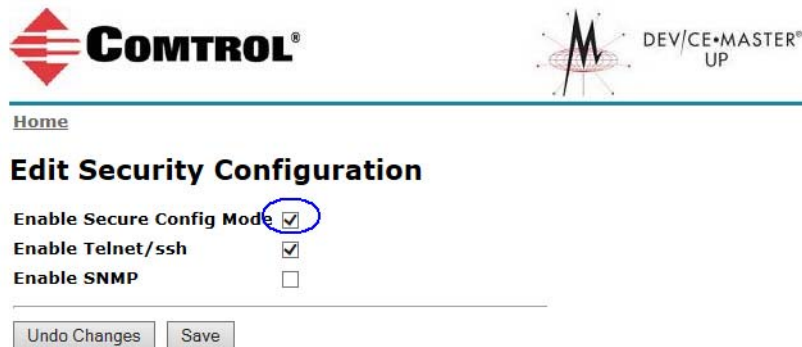 COMTROL®
DEV/CE•MASTER®
UP
Home
Edit Security Configuration
Enable Secure Config Mode
Enable Telnet/ssh
Enable SNMP
Undo Changes Save